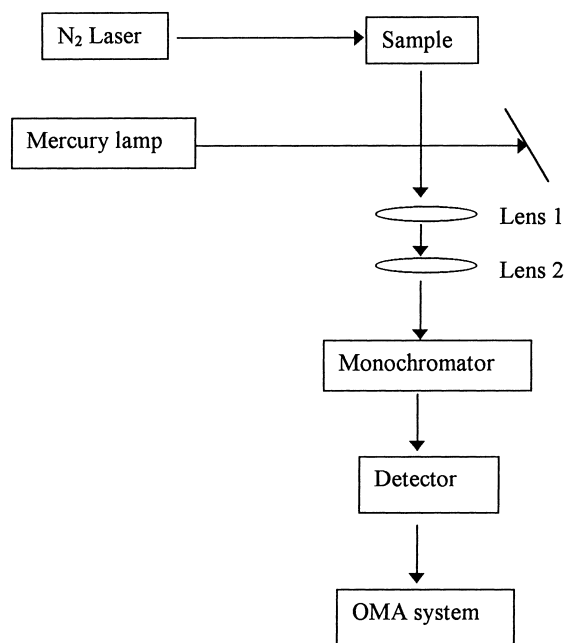 N₂ Laser
Sample
Mercury lamp
Lens 1
Lens 2
Monochromator
Detector
OMA system